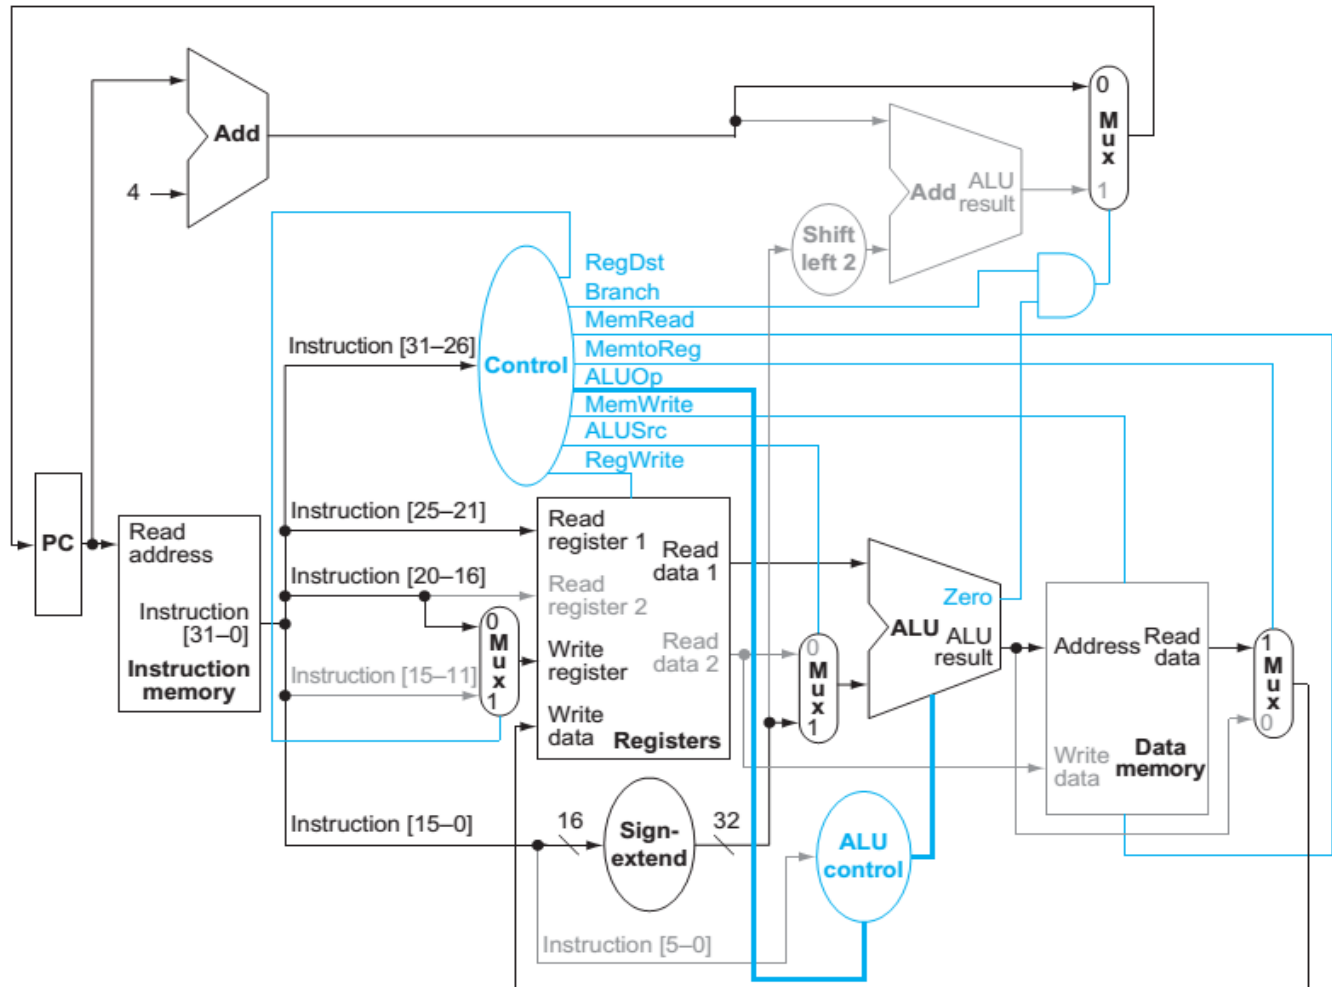 0
M
u
x
1
Add
4
Add
ALU
result
Shift
left 2
RegDst
Branch
MemRead
MemtoReg
ALUOp
MemWrite
ALUSrc
RegWrite
Instruction [31–26]
Control
PC
Read
address
Instruction
[31–0]
Instruction
memory
Instruction [25–21]
Instruction [20–16]
Instruction [15–11]
0
M
u
x
1
Read
register 1
Read
register 2
Write
register
Write
data
Read
data 1
Read
data 2
Registers
0
M
u
x
1
Zero
ALU
ALU
result
Address
Read
data
Write
data
Data
memory
1
M
u
x
0
Instruction [15–0]
16
Sign-
extend
32
ALU
control
Instruction [5–0]